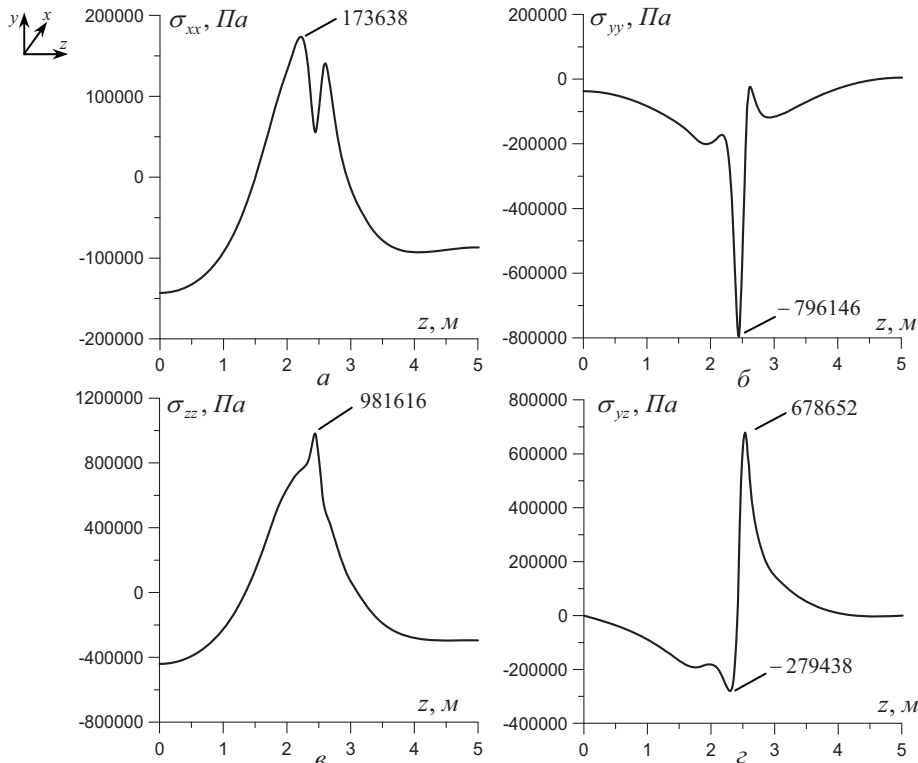 y x z
σxx, Па
173638
200000
100000
0
-100000
-200000
0 1 2 3 4 5
z, м
а
σyy, Па
200000
0
-200000
-400000
-600000
-800000
– 796146
z, м
0 1 2 3 4 5
б
σzz, Па
981616
1200000
800000
400000
0
-400000
-800000
z, м
0 1 2 3 4 5
в
σyz, Па
678652
800000
600000
400000
200000
0
-200000
-400000
– 279438
z, м
0 1 2 3 4 5
г